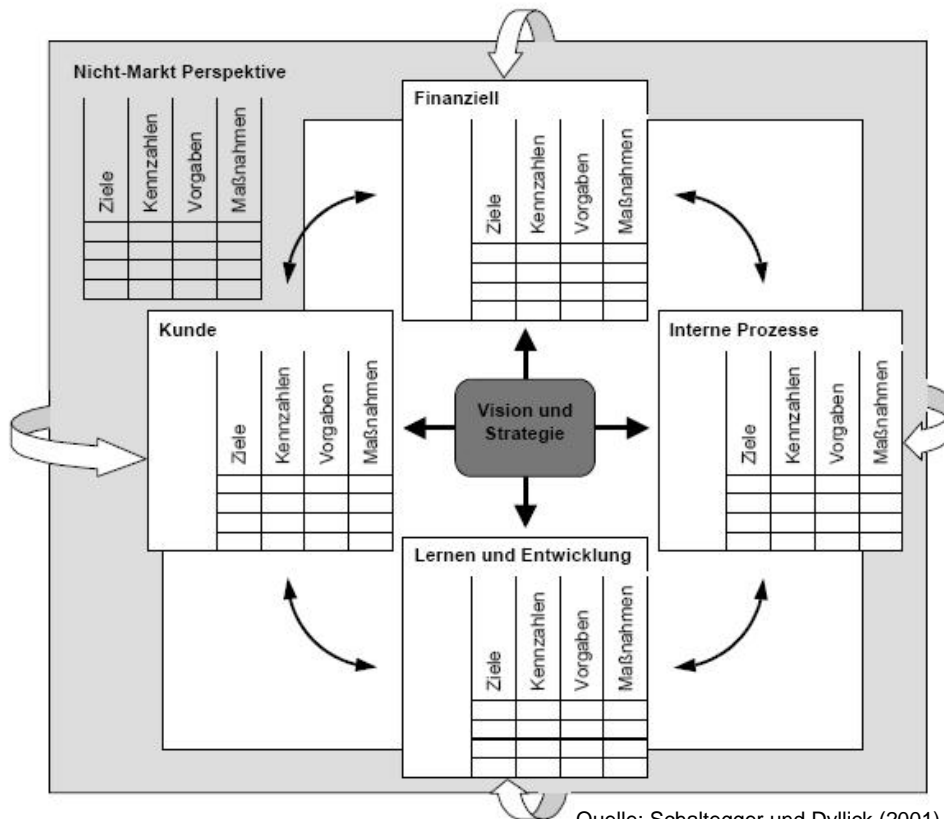 Nicht-Markt Perspektive
Ziele
Kennzahlen
Vorgaben
Maßnahmen
Finanziell
Ziele
Kennzahlen
Vorgaben
Maßnahmen
Kunde
Ziele
Kennzahlen
Vorgaben
Maßnahmen
Vision und
Strategie
Interne Prozesse
Ziele
Kennzahlen
Vorgaben
Maßnahmen
Lernen und Entwicklung
Ziele
Kennzahlen
Vorgaben
Maßnahmen
Quelle: Schaltegger und Dyllick (2001)